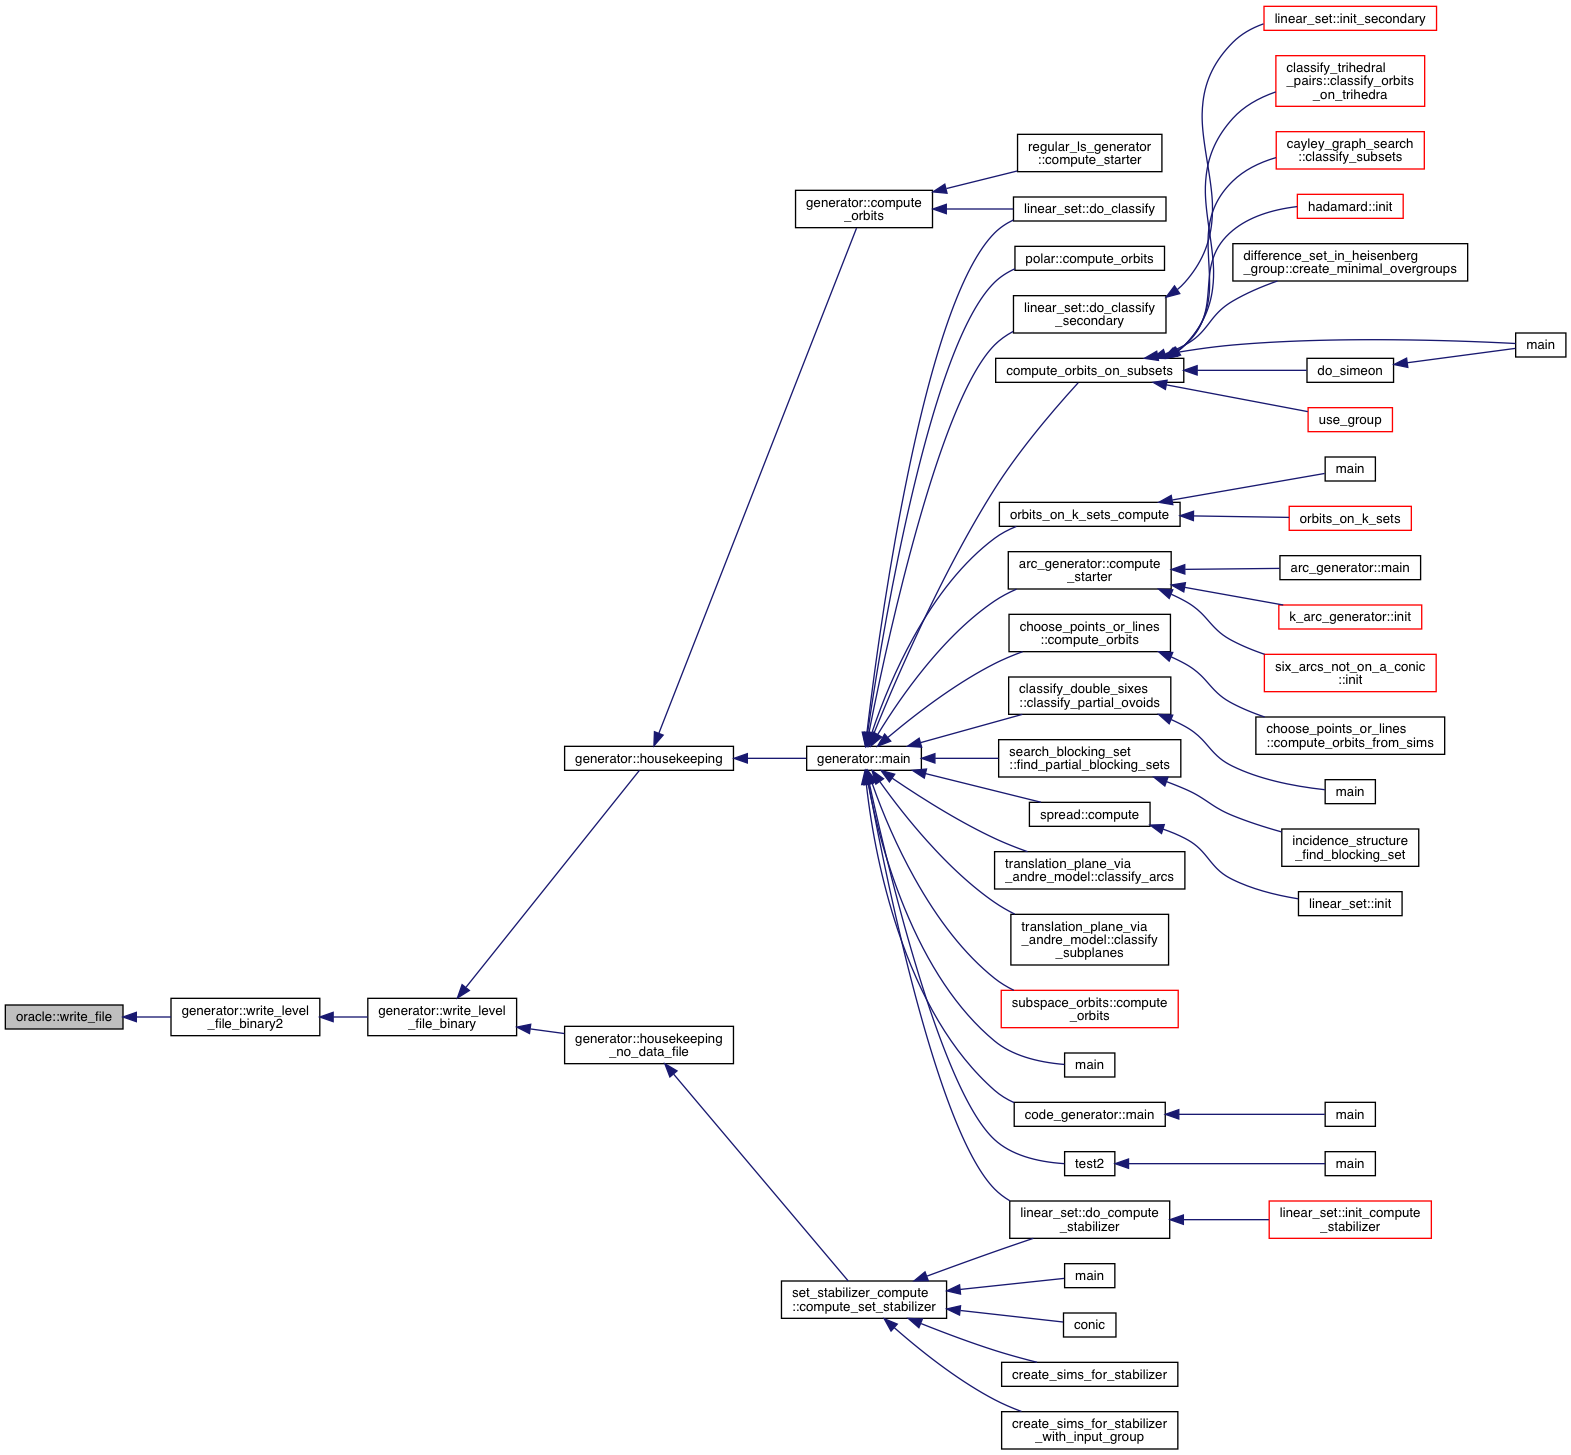 linear_set::init_secondary
classify_trihedral
_pairs::classify_orbits
_on_trihedra
cayley_graph_search
::classify_subsets
regular_ls_generator
::compute_starter
hadamard::init
generator::compute
_orbits
linear_set::do_classify
difference_set_in_heisenberg
_group::create_minimal_overgroups
polar::compute_orbits
linear_set::do_classify
_secondary
main
compute_orbits_on_subsets
do_simeon
use_group
main
orbits_on_k_sets_compute
orbits_on_k_sets
arc_generator::compute
_starter
arc_generator::main
k_arc_generator::init
choose_points_or_lines
::compute_orbits
six_arcs_not_on_a_conic
::init
classify_double_sixes
::classify_partial_ovoids
choose_points_or_lines
::compute_orbits_from_sims
generator::housekeeping
generator::main
search_blocking_set
::find_partial_blocking_sets
main
spread::compute
incidence_structure
_find_blocking_set
translation_plane_via
_andre_model::classify_arcs
linear_set::init
translation_plane_via
_andre_model::classify
_subplanes
subspace_orbits::compute
_orbits
oracle::write_file
generator::write_level
_file_binary2
generator::write_level
_file_binary
generator::housekeeping
_no_data_file
main
code_generator::main
main
test2
main
linear_set::do_compute
_stabilizer
linear_set::init_compute
_stabilizer
set_stabilizer_compute
::compute_set_stabilizer
main
conic
create_sims_for_stabilizer
create_sims_for_stabilizer
_with_input_group